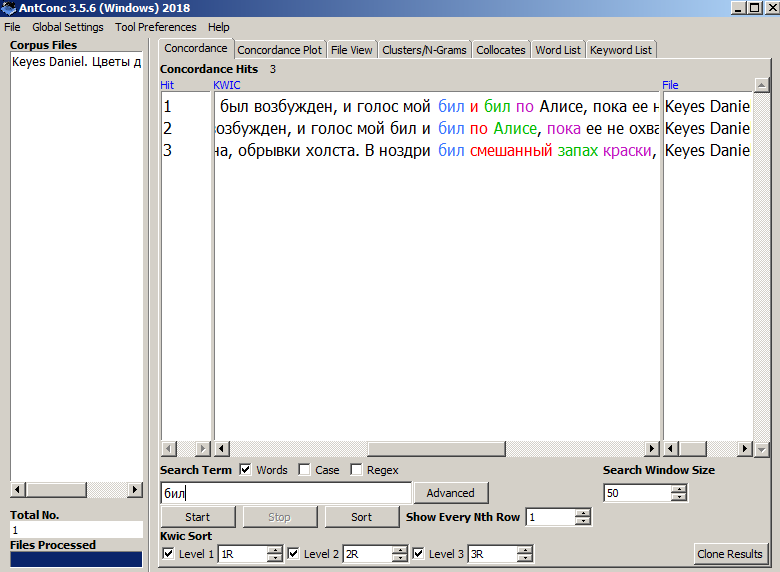 AntConc 3.5.6 (Windows) 2018
File Global Settings Tool Preferences Help
Corpus Files
Keyes Daniel. Цветы д
Concordance Concordance Plot File View Clusters/N-Grams Collocates Word List Keyword List
Concordance Hits 3
Hit KWIC File
1 был возбужден, и голос мой бил и бил по Алисе, пока ее н Keyes Danie
2 возбужден, и голос мой бил и бил по Алисе, пока ее не охва Keyes Danie
3 на, обрывки холста. В ноздри бил смешанный запах краски, Keyes Danie
Search Term Words Case Regex Search Window Size
бил Advanced 50
Start Stop Sort Show Every Nth Row 1
Kwic Sort
Level 1 1R Level 2 2R Level 3 3R Clone Results
Total No.
1
Files Processed